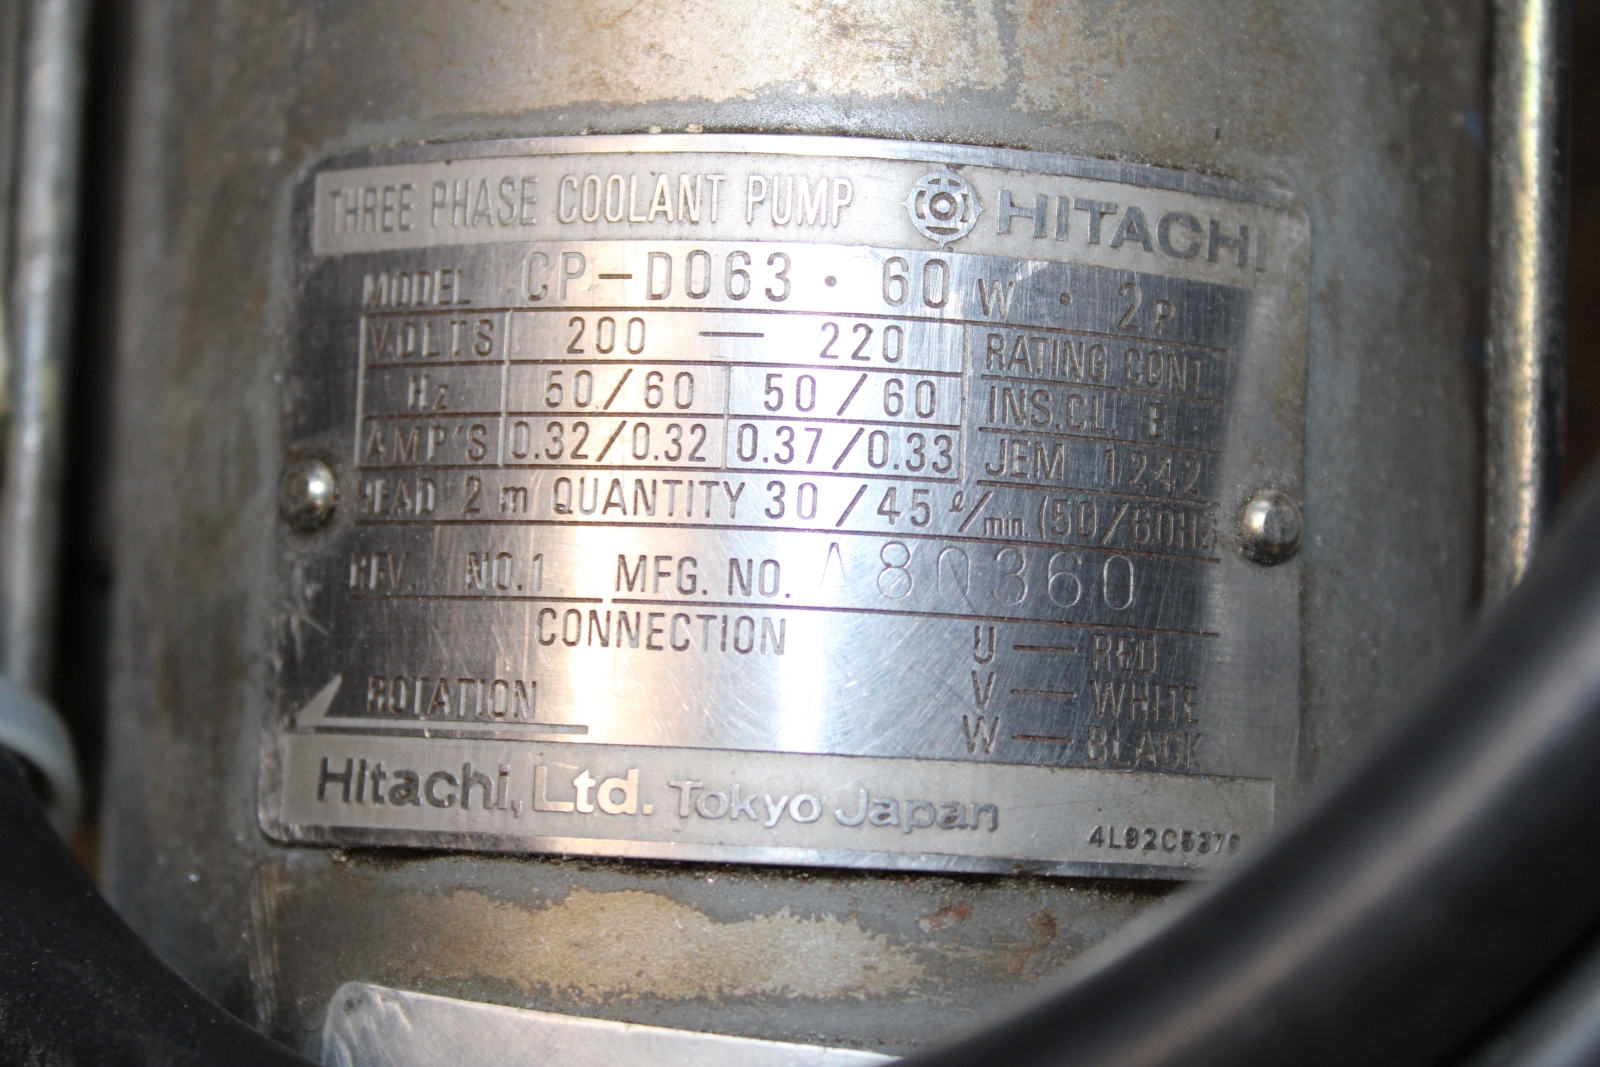 THREE PHASE COOLANT PUMP HITACHI
MODEL CP-D063 · 60 W · 2P
VOLTS 200 — 220 RATING CONT
Hz 50/60 50/60 INS.CL. E
AMP'S 0.32/0.32 0.37/0.33 JEM 1242
HEAD 2 m QUANTITY 30/45 ℓ/min. (50/60Hz
REV. NO.1 MFG. NO. A80360
CONNECTION U — RED
V — WHITE
ROTATION
W — BLACK
Hitachi, Ltd. Tokyo Japan